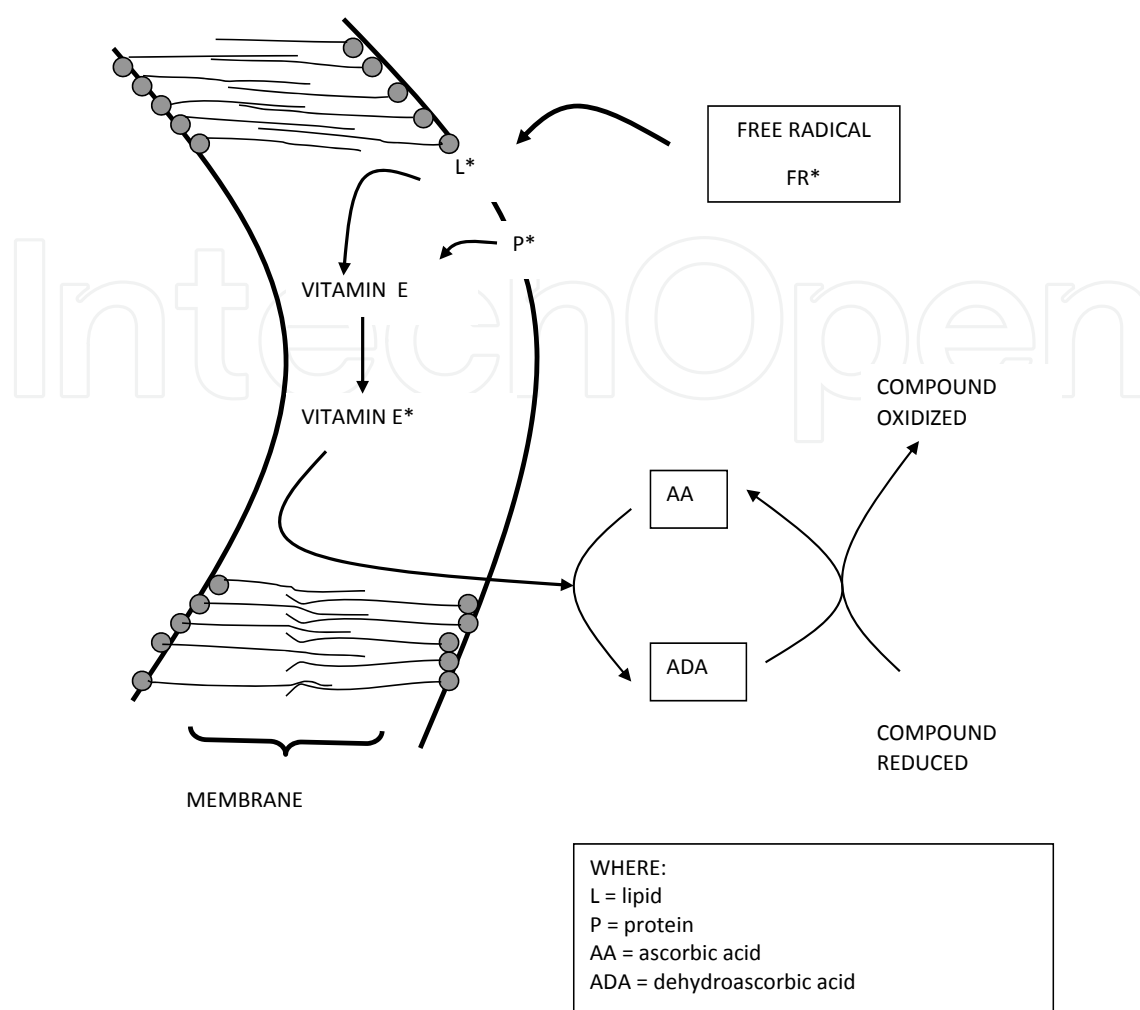 FREE RADICAL
FR*
L*
P*
VITAMIN E
VITAMIN E*
COMPOUND
OXIDIZED
AA
ADA
COMPOUND
REDUCED
MEMBRANE
WHERE:
L = lipid
P = protein
AA = ascorbic acid
ADA = dehydroascorbic acid
IntechOpen